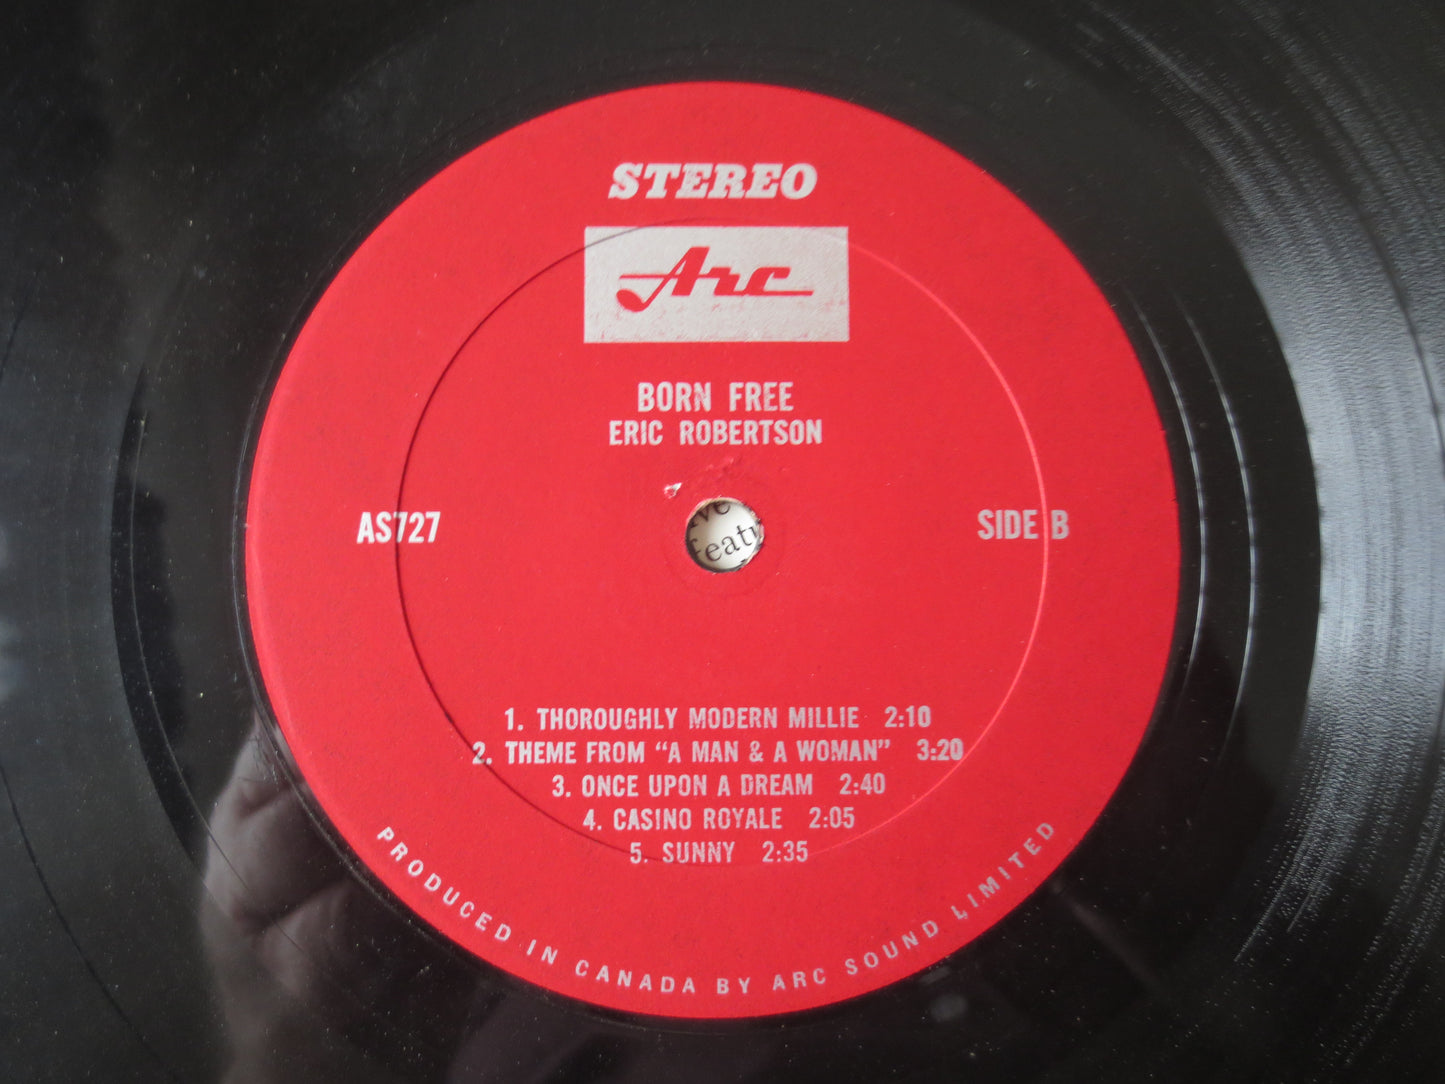 STEREO
Arc
BORN FREE
ERIC ROBERTSON
AS727
SIDE B
featu
1. THOROUGHLY MODERN MILLIE 2:10
2. THEME FROM "A MAN & A WOMAN" 3:20
3. ONCE UPON A DREAM 2:40
4. CASINO ROYALE 2:05
5. SUNNY 2:35
PRODUCED IN CANADA BY ARC SOUND LIMITED